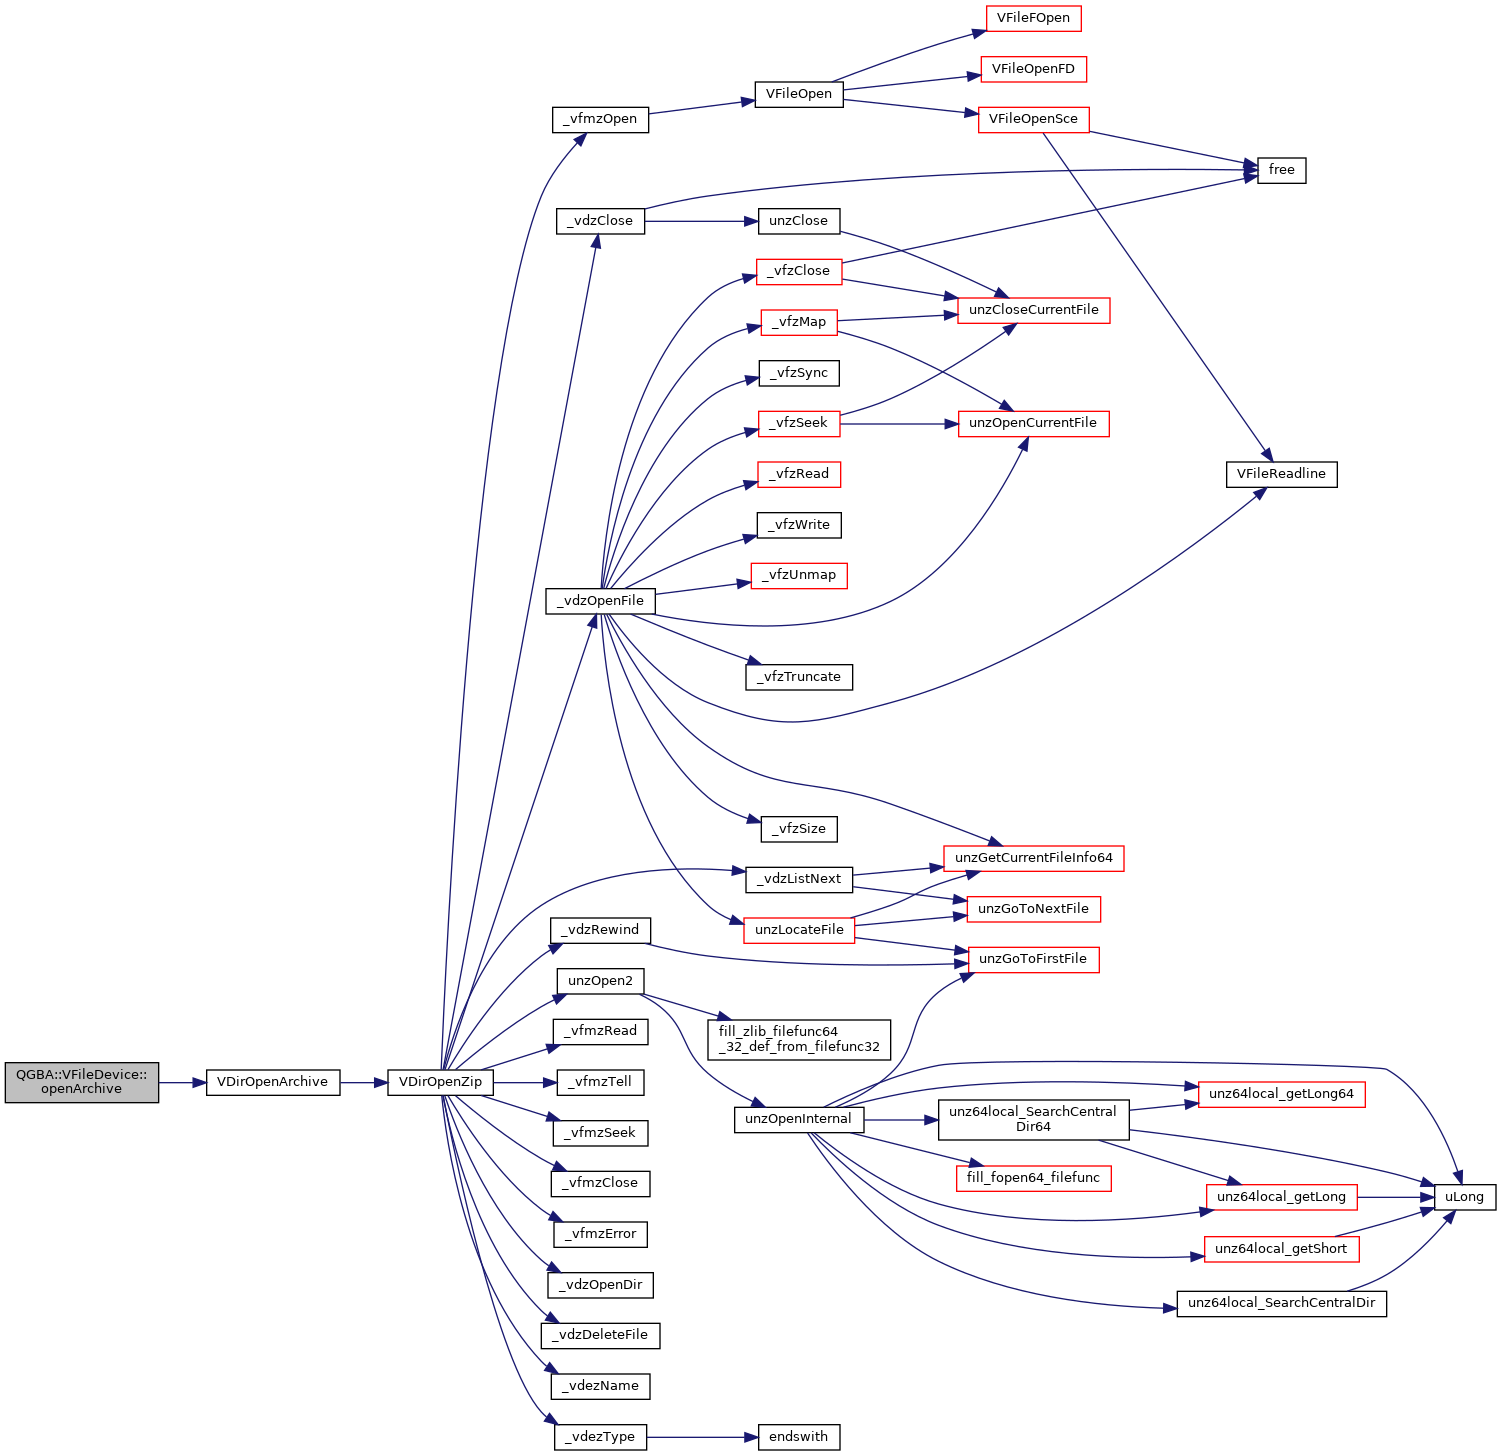 VFileFOpen
VFileOpenFD
VFileOpen
_vfmzOpen
VFileOpenSce
free
_vdzClose
unzClose
_vfzClose
unzCloseCurrentFile
_vfzMap
_vfzSync
_vfzSeek
unzOpenCurrentFile
_vfzRead
VFileReadline
_vfzWrite
_vfzUnmap
_vdzOpenFile
_vfzTruncate
_vfzSize
unzGetCurrentFileInfo64
_vdzListNext
unzGoToNextFile
_vdzRewind
unzLocateFile
unzGoToFirstFile
unzOpen2
_vfmzRead
fill_zlib_filefunc64
_32_def_from_filefunc32
QGBA::VFileDevice::
openArchive
VDirOpenArchive
VDirOpenZip
_vfmzTell
unz64local_getLong64
unzOpenInternal
unz64local_SearchCentral
Dir64
_vfmzSeek
fill_fopen64_filefunc
_vfmzClose
unz64local_getLong
uLong
_vfmzError
unz64local_getShort
_vdzOpenDir
unz64local_SearchCentralDir
_vdzDeleteFile
_vdezName
_vdezType
endswith